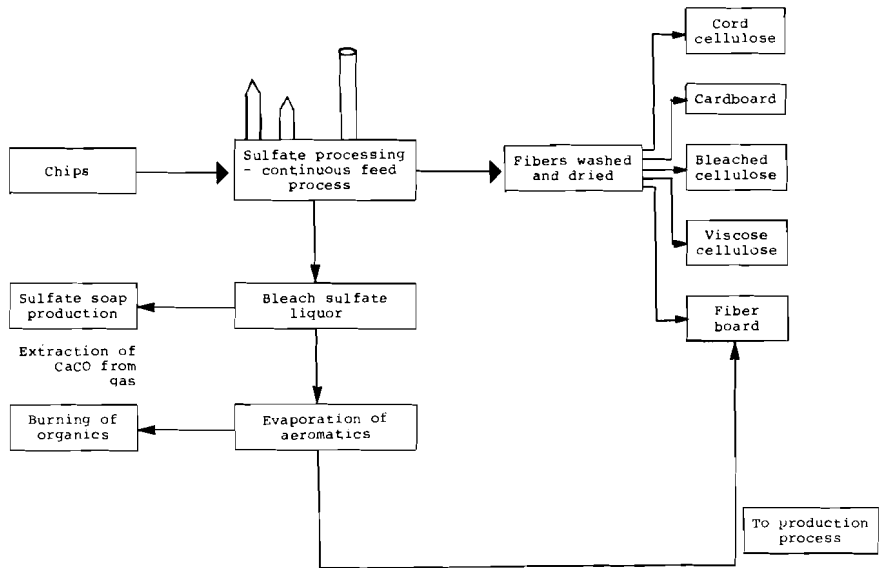 Cord
cellulose
Cardboard
Chips
Sulfate processing
- continuous feed
process
Fibers washed
and dried
Bleached
cellulose
Viscose
cellulose
Sulfate soap
production
Bleach sulfate
liquor
Fiber
board
Extraction of
CaCO from
gas
Burning of
organics
Evaporation of
aeromatics
To production
process